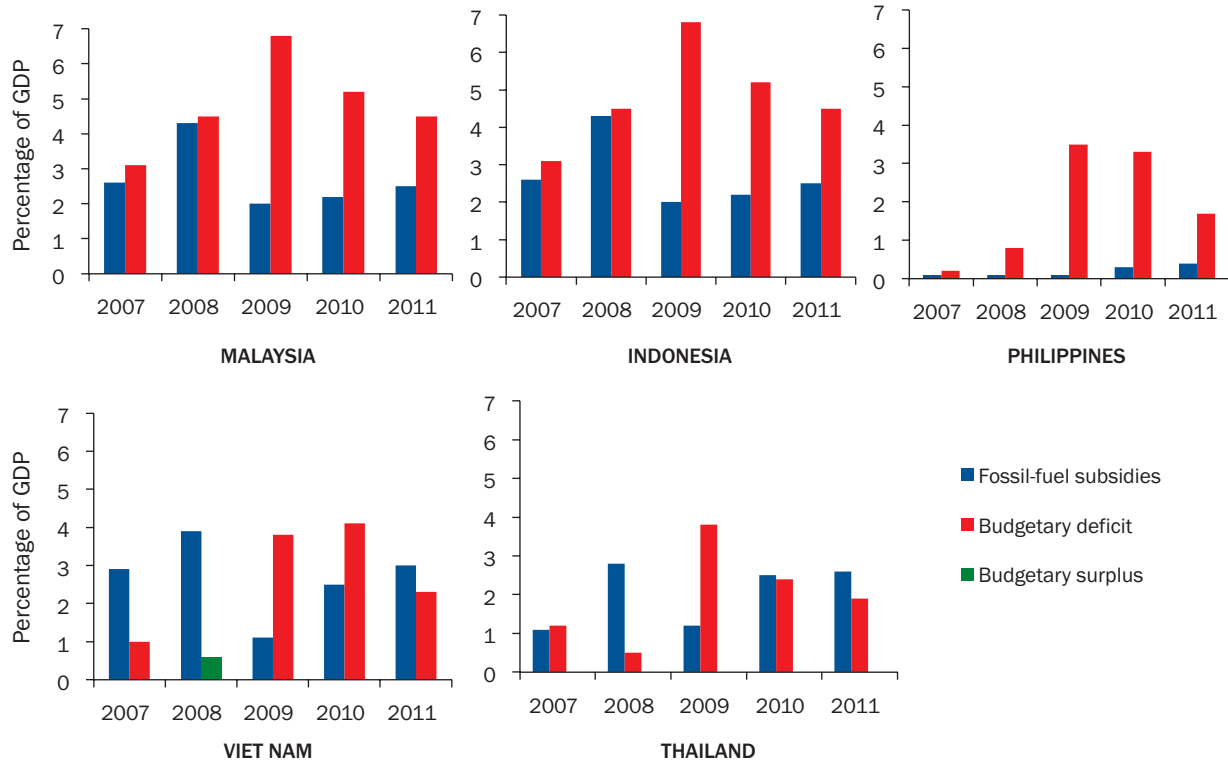 Percentage of GDP
7
6
5
4
3
2
1
0
2007 2008 2009 2010 2011
MALAYSIA
7
6
5
4
3
2
1
0
2007 2008 2009 2010 2011
INDONESIA
7
6
5
4
3
2
1
0
2007 2008 2009 2010 2011
PHILIPPINES
Percentage of GDP
7
6
5
4
3
2
1
0
2007 2008 2009 2010 2011
VIET NAM
7
6
5
4
3
2
1
0
2007 2008 2009 2010 2011
THAILAND
Fossil-fuel subsidies
Budgetary deficit
Budgetary surplus